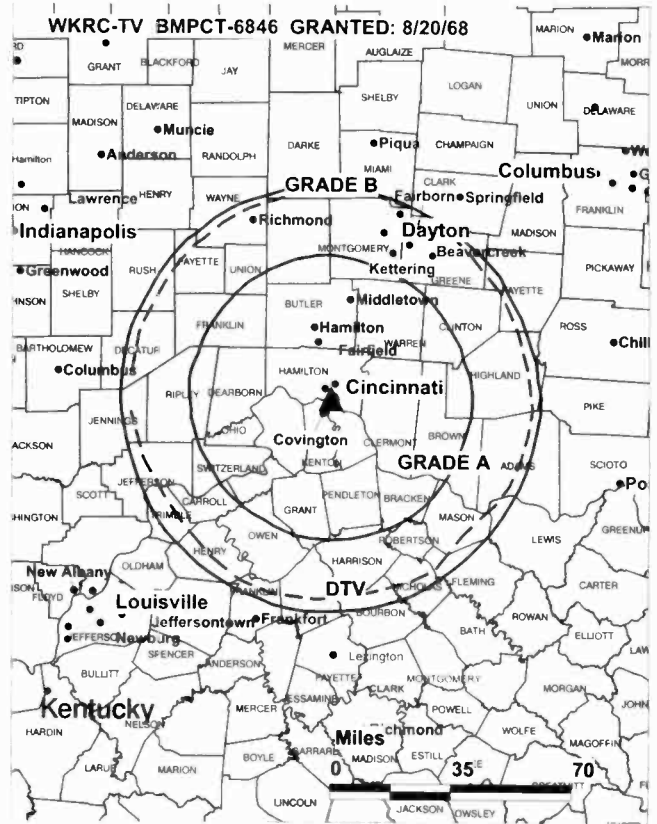 WKRC-TV BMPCT-6846 GRANTED: 8/20/68
MARION Marion
MERCER AUGLAIZE
GRANT BLACKFORD JAY
LOGAN
TIPTON SHELBY UNION DELAWARE
MADISON DELAWARE
Muncie
Hamilton Anderson RANDOLPH DARKE Piqua CHAMPAIGN
MIAMI Columbus
GRADE B CLARK
Lawrence HENRY WAYNE Fairborn Springfield FRANKLIN
Richmond
Indianapolis Dayton MADISON
HANCOCK MONTGOMERY Beavercreek
Greenwood RUSH FAYETTE UNION Kettering PICKAWAY
GREENE FAYETTE
SHELBY
BUTLER Middletown
FRANKLIN Hamilton CLINTON ROSS
WARREN
BARTHOLOMEW DECATUR Fairfield
Columbus HAMILTON HIGHLAND
RIPLEY DEARBORN Cincinnati
PIKE
JENNINGS
OHIO
Covington CLERMONT BROWN
KENTON GRADE A ADAMS
SWITZERLAND SCIOTO
JEFFERSON
SCOTT CARROLL PENDLETON BRACKEN
TRIMBLE GRANT MASON
OWEN LEWIS
HENRY ROBERTSON
OLDHAM HARRISON
New Albany FLEMING CARTER
FLOYD DTV NICHOLAS
Louisville FRANKLIN BOURBON ROWAN
Jeffersontown Frankfort
JEFFERSON Newburg BATH ELLIOTT
SPENCER ANDERSON Lexington
BULLITT FAYETTE MONTGOMERY
CLARK MORGAN
Kentucky MERCER POWELL
NELSON
HARDIN Miles Richmond WOLFE MAGOFFIN
BOYLE MADISON ESTILL
LARUE MARION
0 35 70
LINCOLN JACKSON OWSLEY